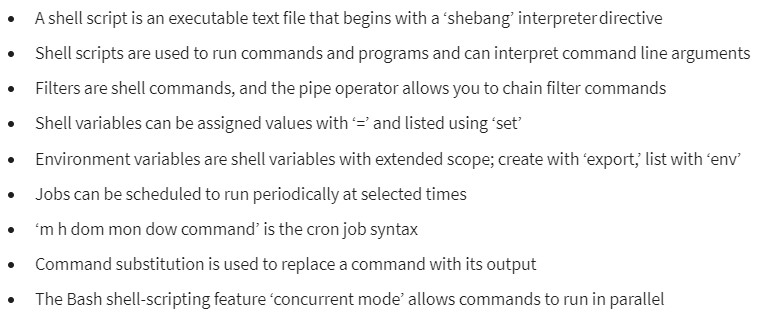 • A shell script is an executable text file that begins with a ‘shebang’ interpreter directive
• Shell scripts are used to run commands and programs and can interpret command line arguments
• Filters are shell commands, and the pipe operator allows you to chain filter commands
• Shell variables can be assigned values with ‘=’ and listed using ‘set’
• Environment variables are shell variables with extended scope; create with ‘export,’ list with ‘env’
• Jobs can be scheduled to run periodically at selected times
• ‘m h dom mon dow command’ is the cron job syntax
• Command substitution is used to replace a command with its output
• The Bash shell-scripting feature ‘concurrent mode’ allows commands to run in parallel